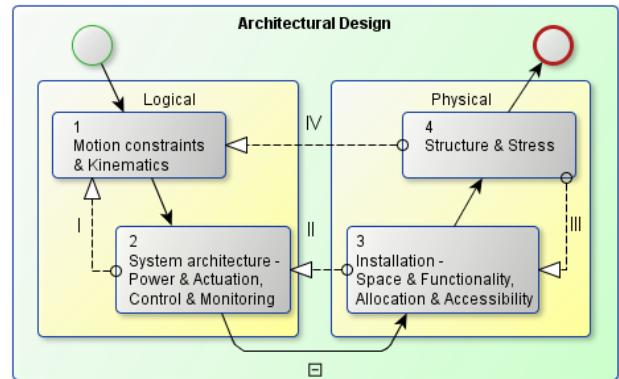 Architectural Design
Logical
Physical
1
Motion constraints
& Kinematics
IV
4
Structure & Stress
I
2
System architecture -
Power & Actuation,
Control & Monitoring
II
3
Installation -
Space & Functionality,
Allocation & Accessibility
III